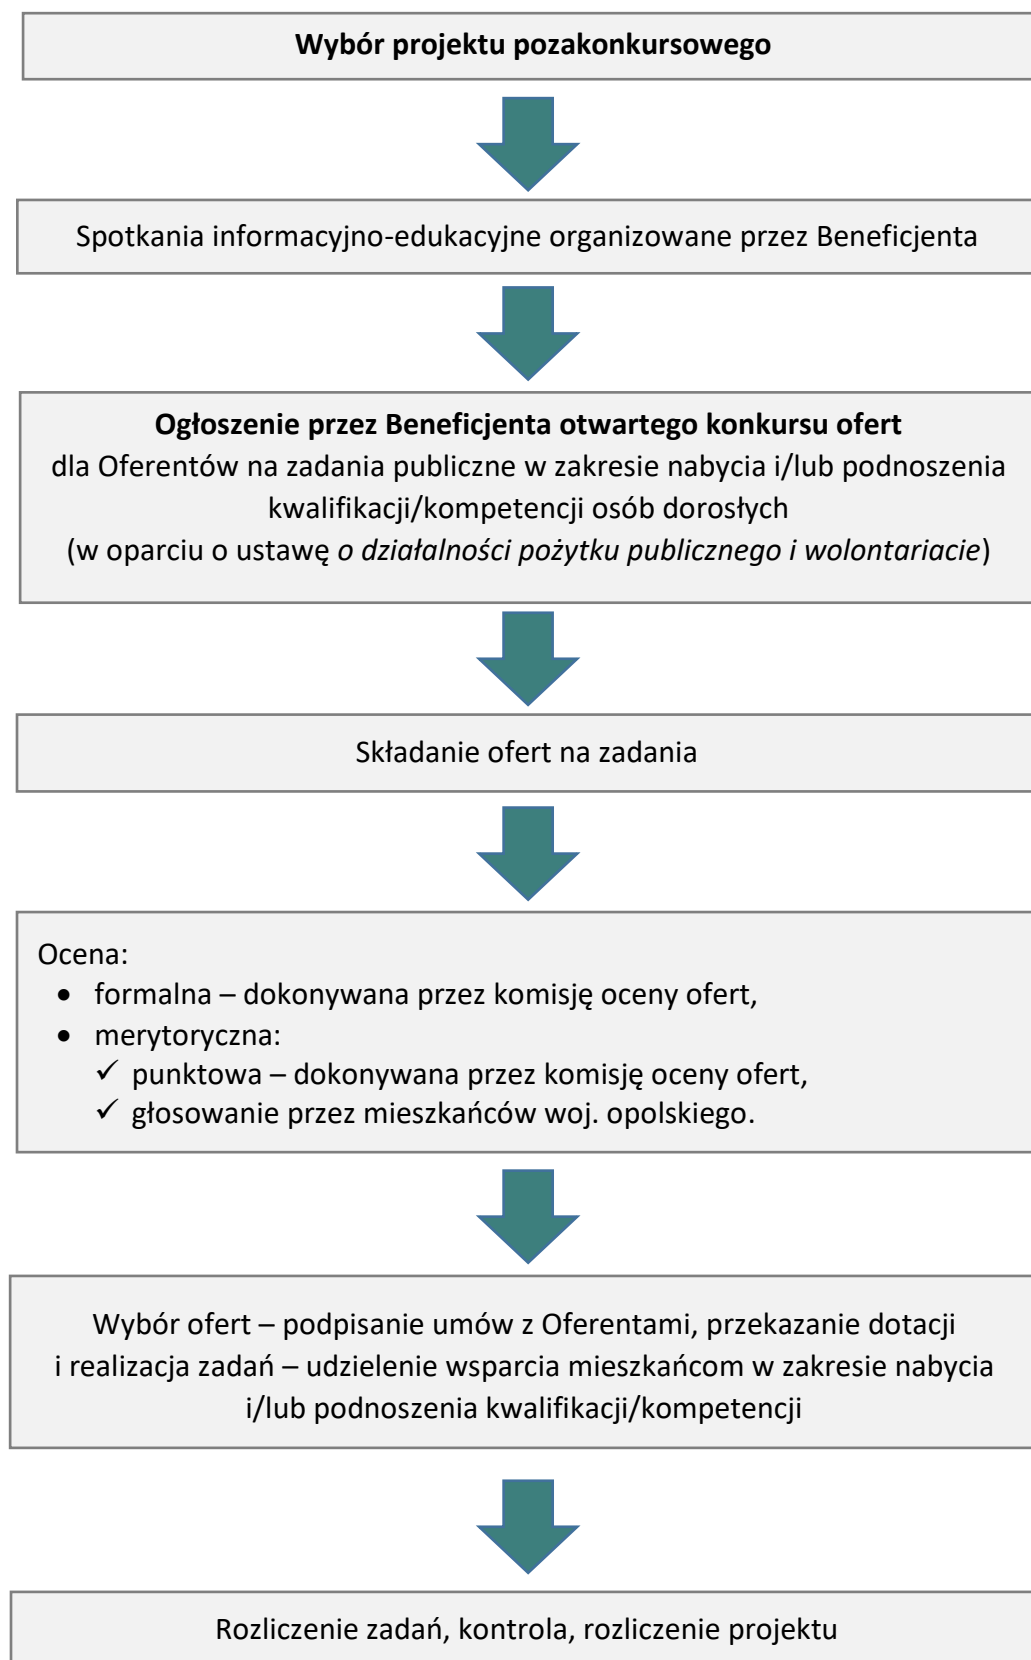 Wybór projektu pozakonkursowego
Spotkania informacyjno-edukacyjne organizowane przez Beneficjenta
Ogłoszenie przez Beneficjenta otwartego konkursu ofert
dla Oferentów na zadania publiczne w zakresie nabycia i/lub podnoszenia
kwalifikacji/kompetencji osób dorosłych
(w oparciu o ustawę o działalności pożytku publicznego i wolontariacie)
Składanie ofert na zadania
Ocena:
• formalna – dokonywana przez komisję oceny ofert,
• merytoryczna:
✓ punktowa – dokonywana przez komisję oceny ofert,
✓ głosowanie przez mieszkańców woj. opolskiego.
Wybór ofert – podpisanie umów z Oferentami, przekazanie dotacji
i realizacja zadań – udzielenie wsparcia mieszkańcom w zakresie nabycia
i/lub podnoszenia kwalifikacji/kompetencji
Rozliczenie zadań, kontrola, rozliczenie projektu